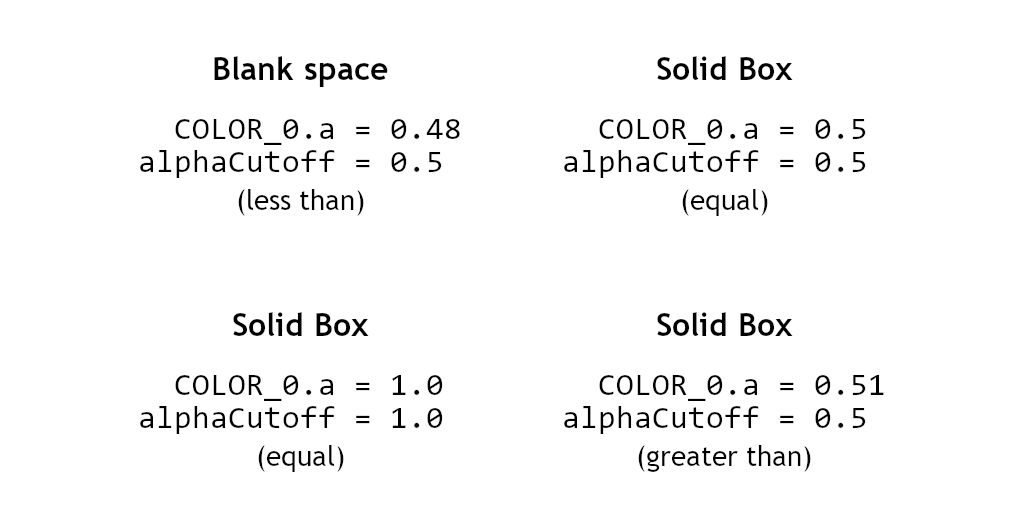 Blank space
COLOR_0.a = 0.48
alphaCutoff = 0.5
(less than)
Solid Box
COLOR_0.a = 0.5
alphaCutoff = 0.5
(equal)
Solid Box
COLOR_0.a = 1.0
alphaCutoff = 1.0
(equal)
Solid Box
COLOR_0.a = 0.51
alphaCutoff = 0.5
(greater than)